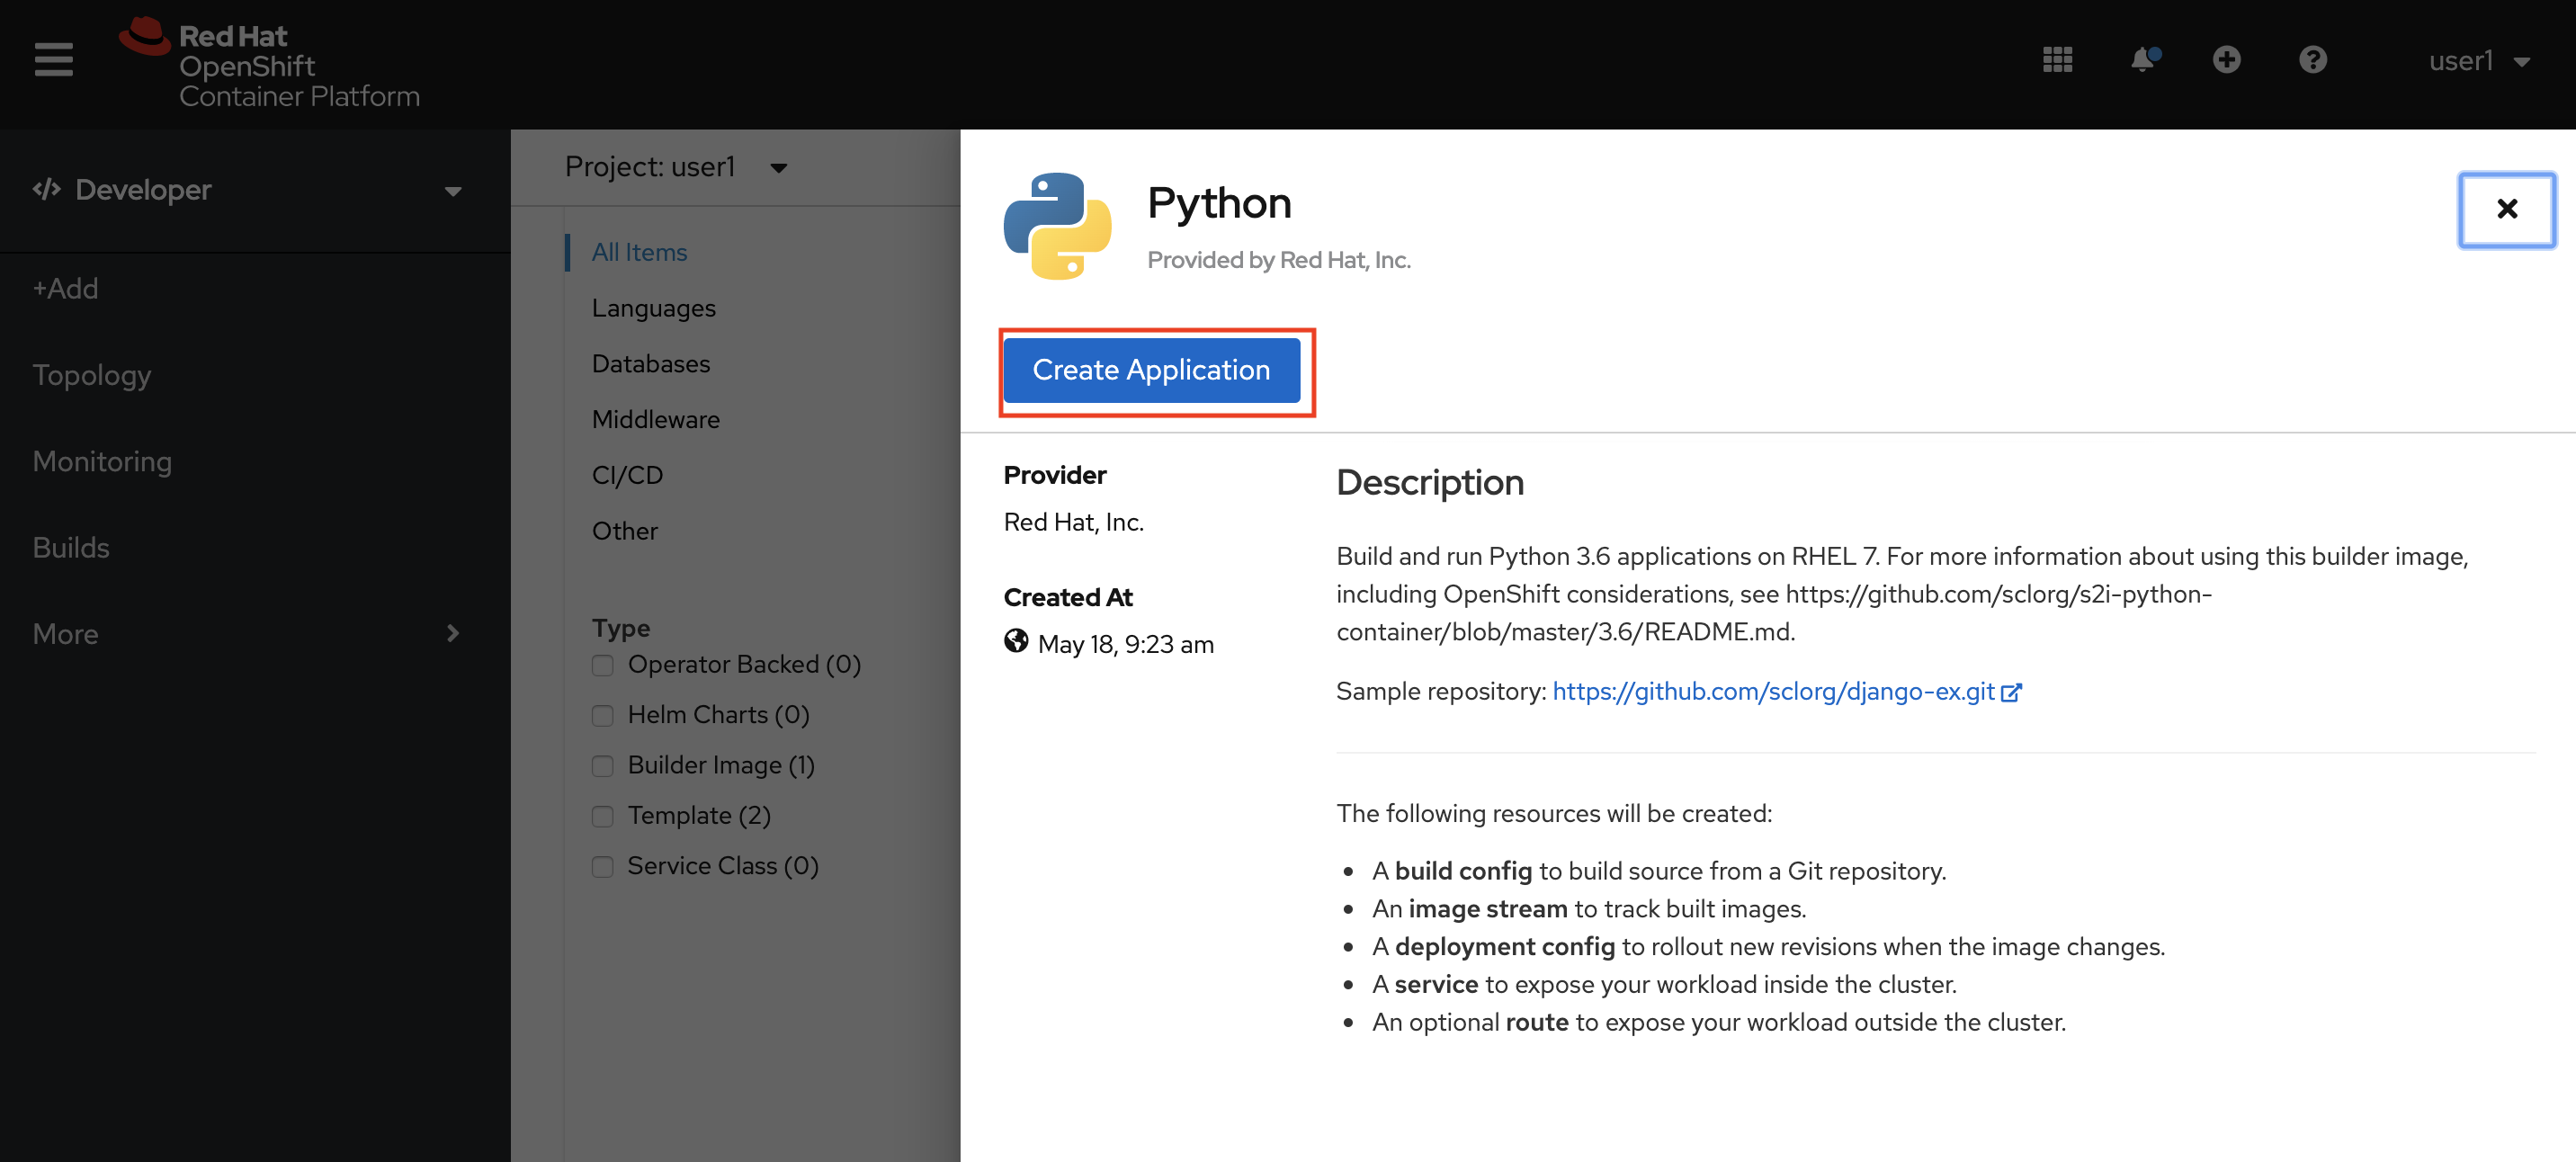 Red Hat
OpenShift
Container Platform
user1
Developer
+Add
Topology
Monitoring
Builds
More
Project: user1
All Items
Languages
Databases
Middleware
CI/CD
Other
Type
Operator Backed (0)
Helm Charts (0)
Builder Image (1)
Template (2)
Service Class (0)
Python
Provided by Red Hat, Inc.
Create Application
Provider
Red Hat, Inc.
Created At
May 18, 9:23 am
Description
Build and run Python 3.6 applications on RHEL 7. For more information about using this builder image,
including OpenShift considerations, see https://github.com/sclorg/s2i-python-
container/blob/master/3.6/README.md.
Sample repository: https://github.com/sclorg/django-ex.git
The following resources will be created:
• A build config to build source from a Git repository.
• An image stream to track built images.
• A deployment config to rollout new revisions when the image changes.
• A service to expose your workload inside the cluster.
• An optional route to expose your workload outside the cluster.